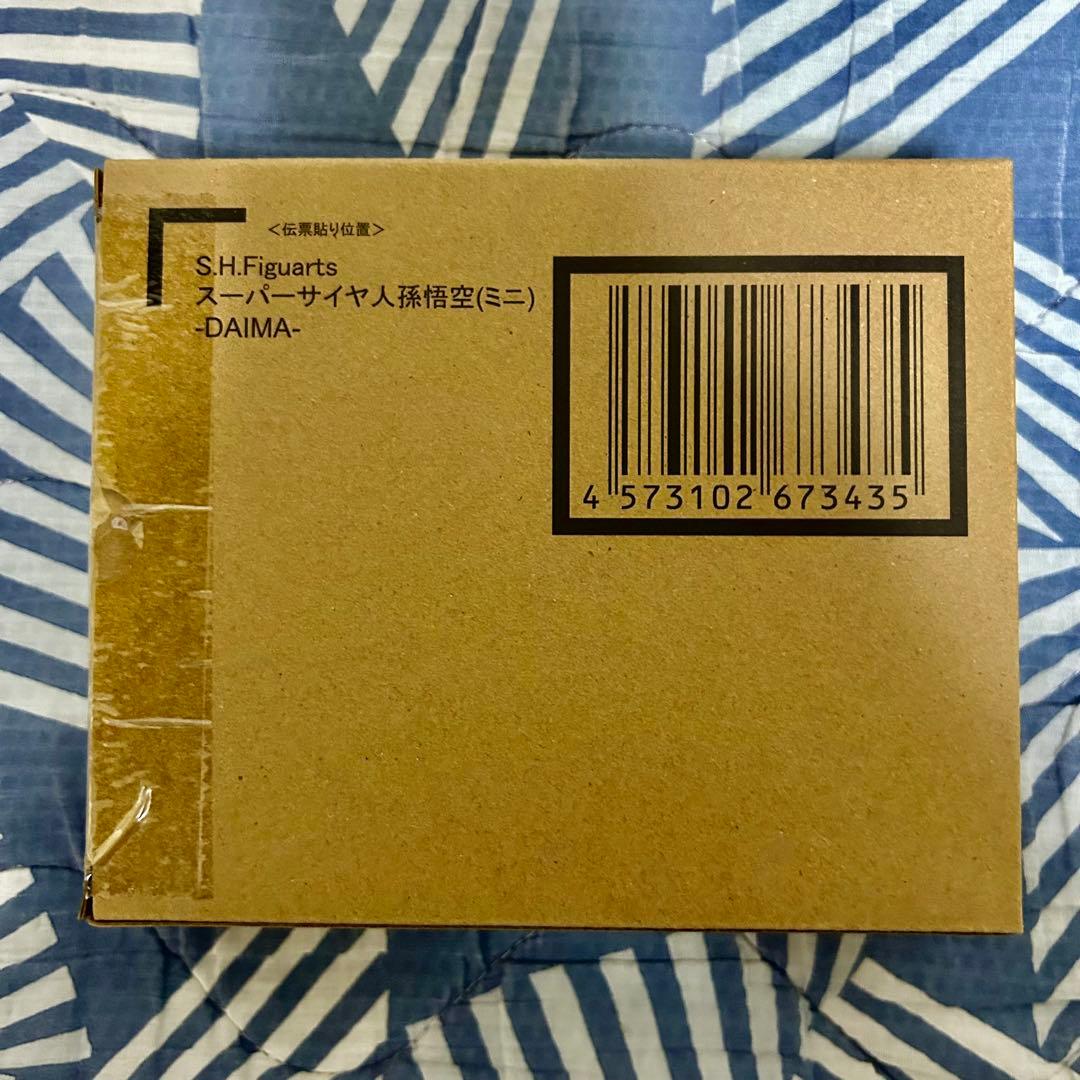 ＜伝票貼り位置＞
S.H.Figuarts
スーパーサイヤ人孫悟空(ミニ)
-DAIMA-
4 573102 673435